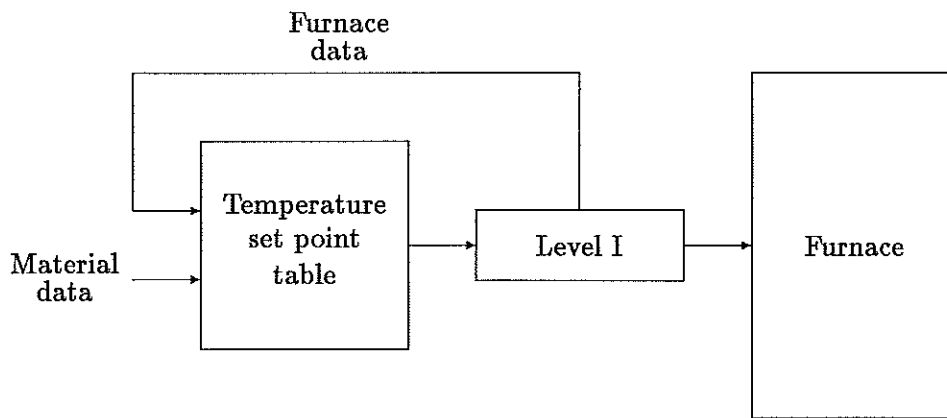 Furnace
data
Temperature
set point
table
Material
data
Level I
Furnace